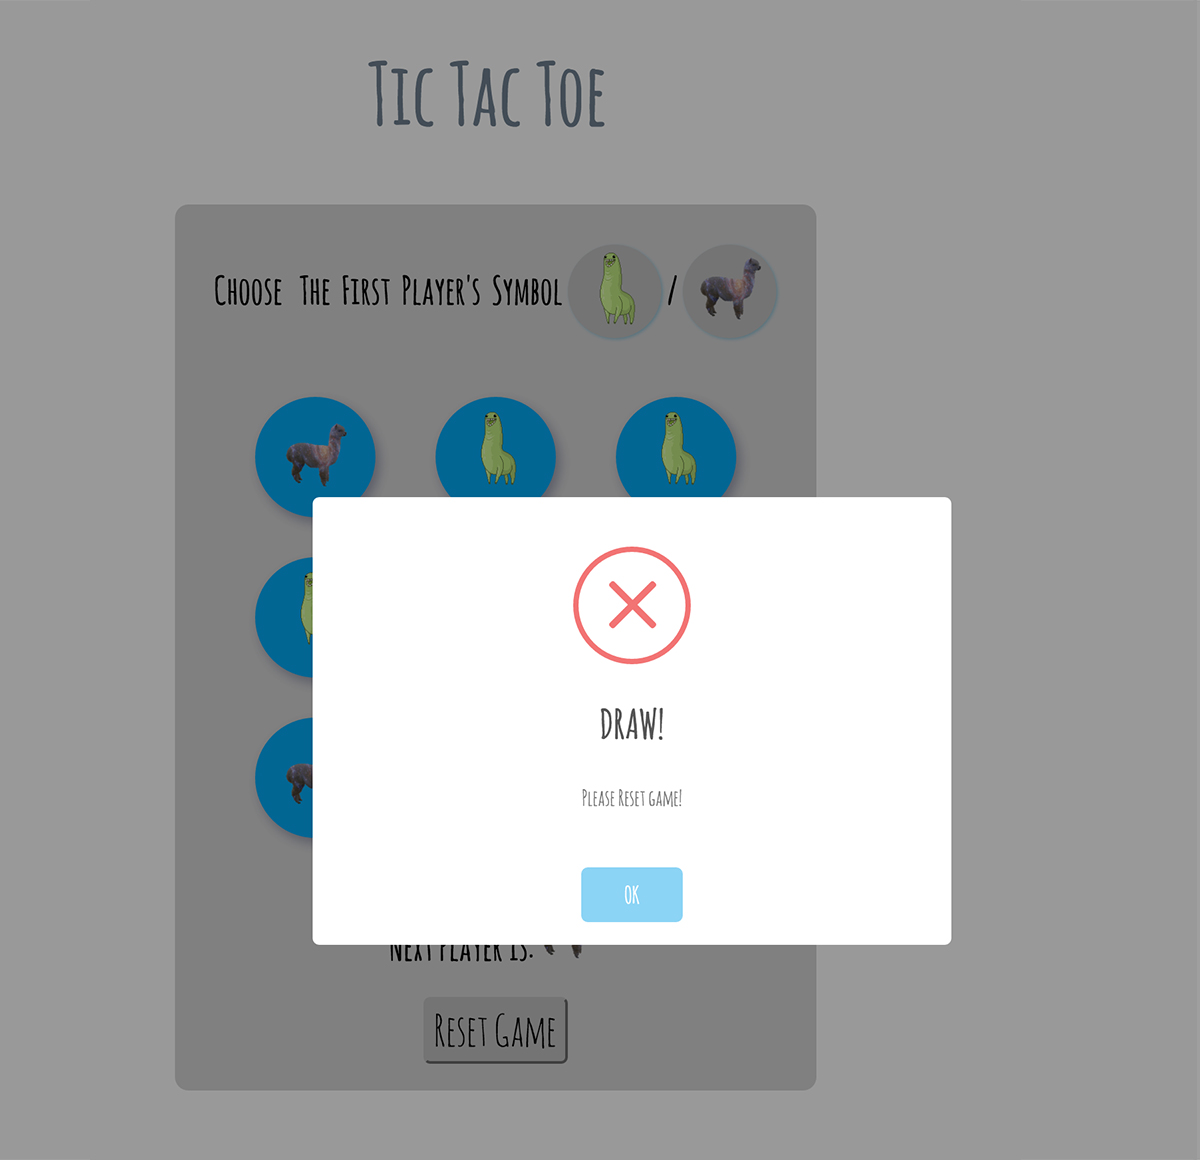 Tic Tac Toe
Choose The First Player's Symbol /
DRAW!
Please Reset game!
OK
Next Player is:
Reset Game